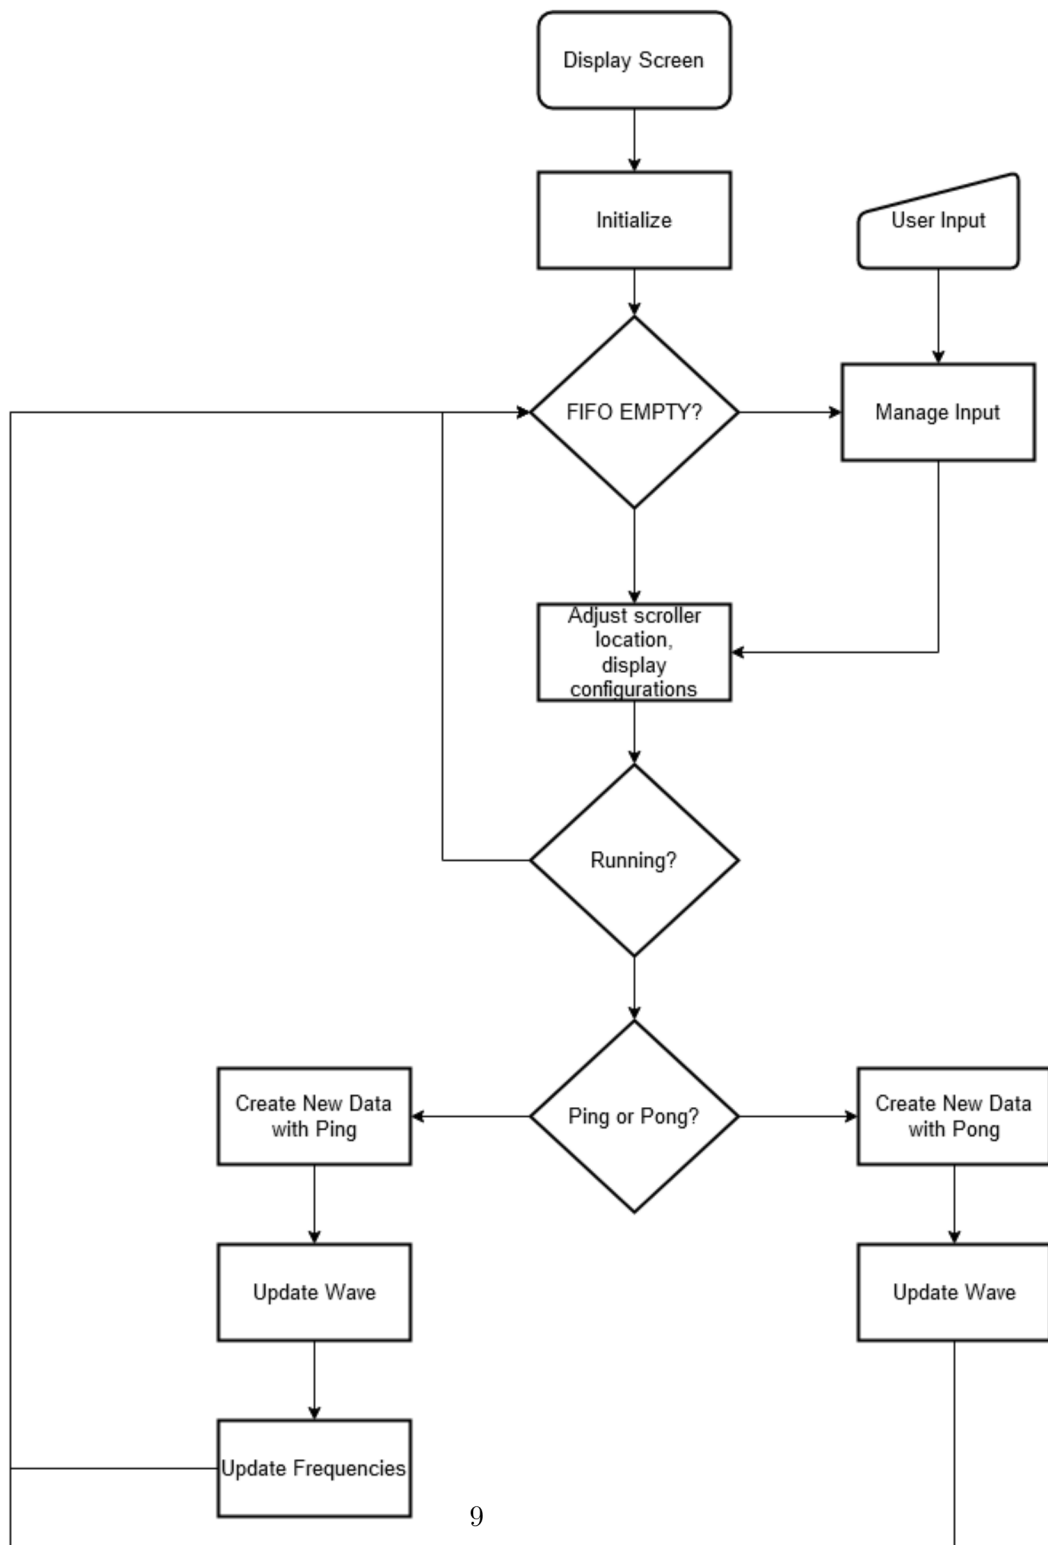 Display Screen
Initialize
User Input
FIFO EMPTY?
Manage Input
Adjust scroller
location,
display
configurations
Running?
Ping or Pong?
Create New Data
with Ping
Create New Data
with Pong
Update Wave
Update Wave
Update Frequencies
9